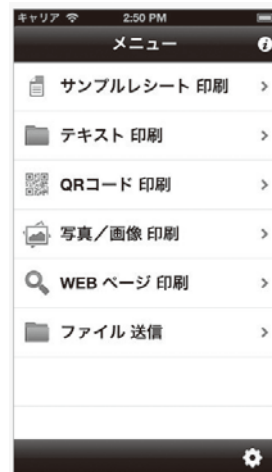 キャリア 2:50 PM
メニュー
サンプルレシート 印刷
テキスト 印刷
QRコード 印刷
写真／画像 印刷
WEB ページ 印刷
ファイル 送信